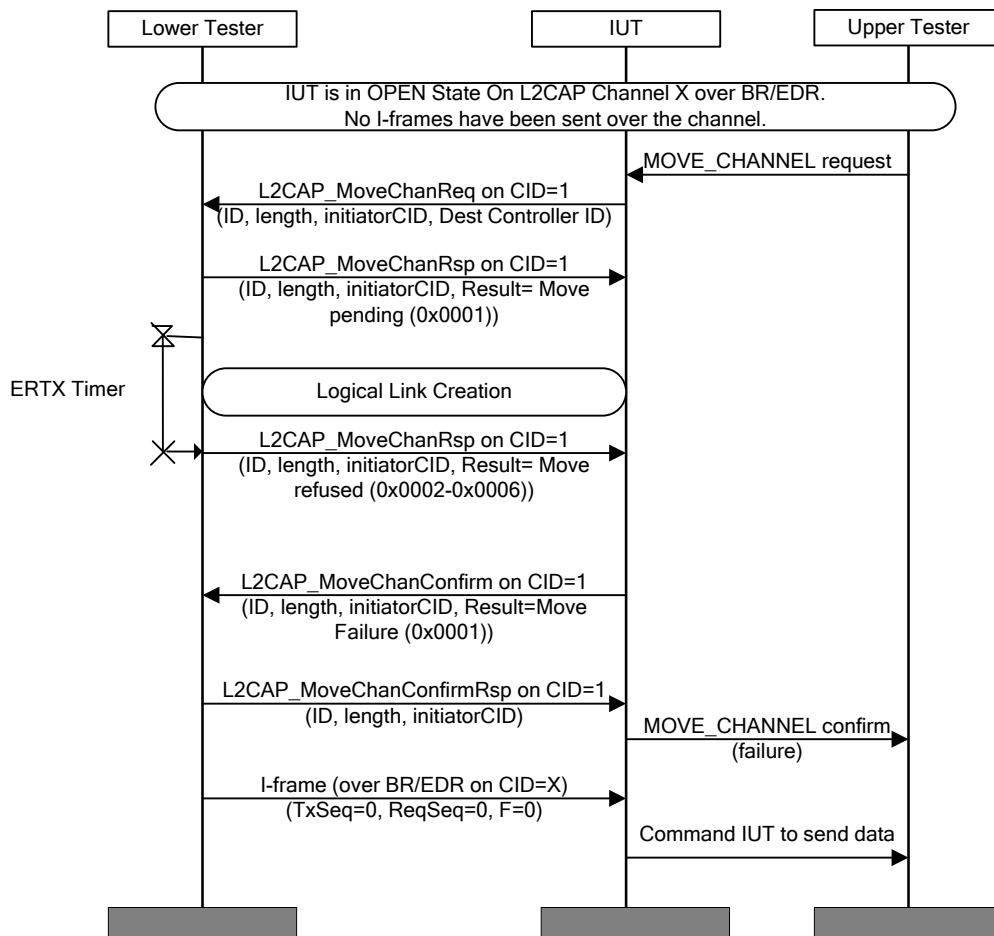 Lower Tester
IUT
Upper Tester
IUT is in OPEN State On L2CAP Channel X over BR/EDR.
No I-frames have been sent over the channel.
MOVE_CHANNEL request
L2CAP_MoveChanReq on CID=1
(ID, length, initiatorCID, Dest Controller ID)
L2CAP_MoveChanRsp on CID=1
(ID, length, initiatorCID, Result= Move
pending (0x0001))
ERTX Timer
Logical Link Creation
L2CAP_MoveChanRsp on CID=1
(ID, length, initiatorCID, Result= Move
refused (0x0002-0x0006))
L2CAP_MoveChanConfirm on CID=1
(ID, length, initiatorCID, Result=Move
Failure (0x0001))
L2CAP_MoveChanConfirmRsp on CID=1
(ID, length, initiatorCID)
MOVE_CHANNEL confirm
(failure)
I-frame (over BR/EDR on CID=X)
(TxSeq=0, ReqSeq=0, F=0)
Command IUT to send data